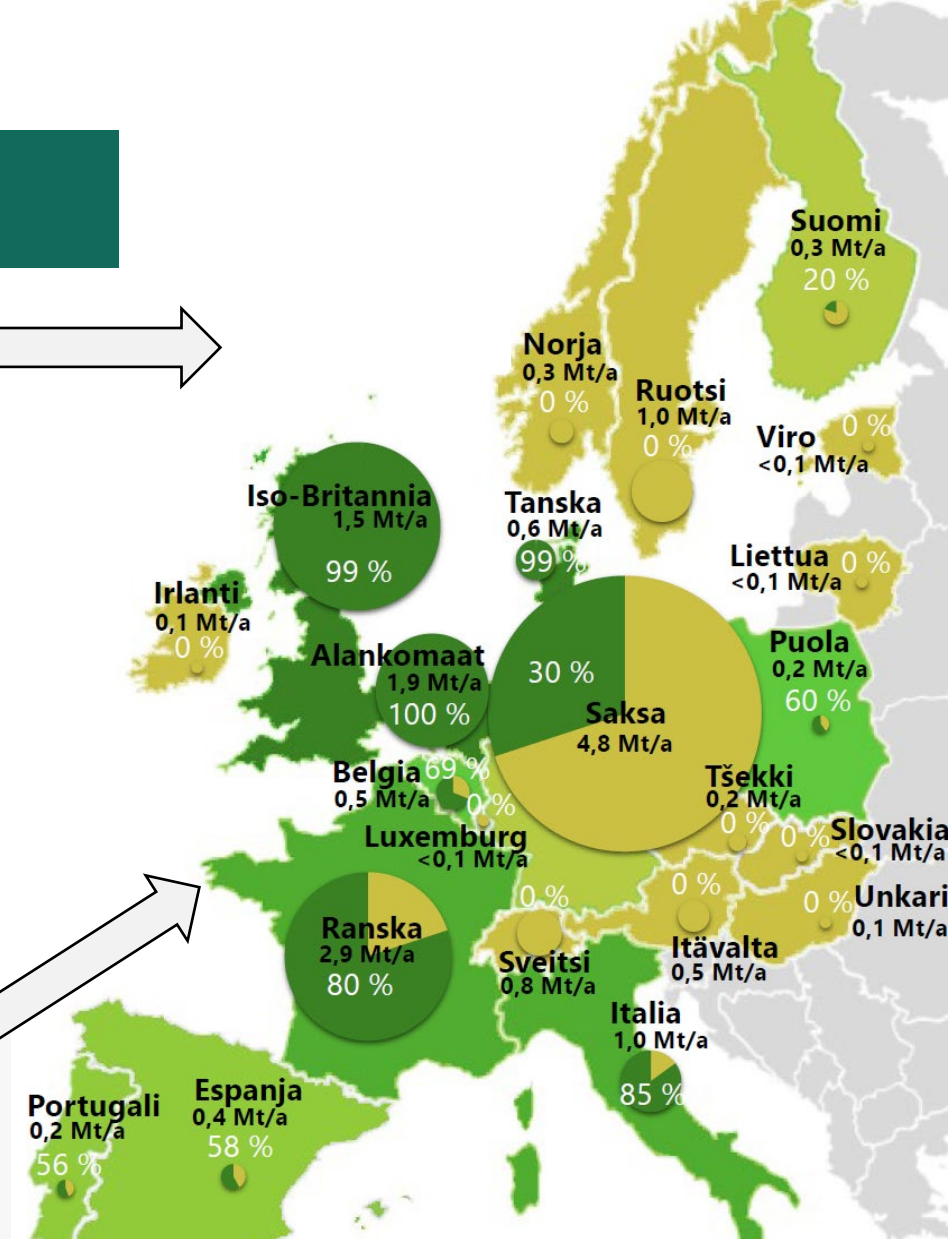 Suomi
0,3 Mt/a
20 %
Norja
0,3 Mt/a
0 %
Ruotsi
1,0 Mt/a
0 %
Viro
<0,1 Mt/a
0 %
Iso-Britannia
1,5 Mt/a
99 %
Tanska
0,6 Mt/a
99 %
Liettua
<0,1 Mt/a
0 %
Irlanti
0,1 Mt/a
0 %
Alankomaat
1,9 Mt/a
100 %
30 %
Saksa
4,8 Mt/a
Puola
0,2 Mt/a
60 %
Belgia
0,5 Mt/a
69 %
0 %
Luxemburg
<0,1 Mt/a
Tšekki
0,2 Mt/a
0 %
0 %
Slovakia
<0,1 Mt/a
0 %
Unkari
0,1 Mt/a
Ranska
2,9 Mt/a
80 %
0 %
Sveitsi
0,8 Mt/a
0 %
Itävalta
0,5 Mt/a
Italia
1,0 Mt/a
85 %
Portugali
0,2 Mt/a
56 %
Espanja
0,4 Mt/a
58 %